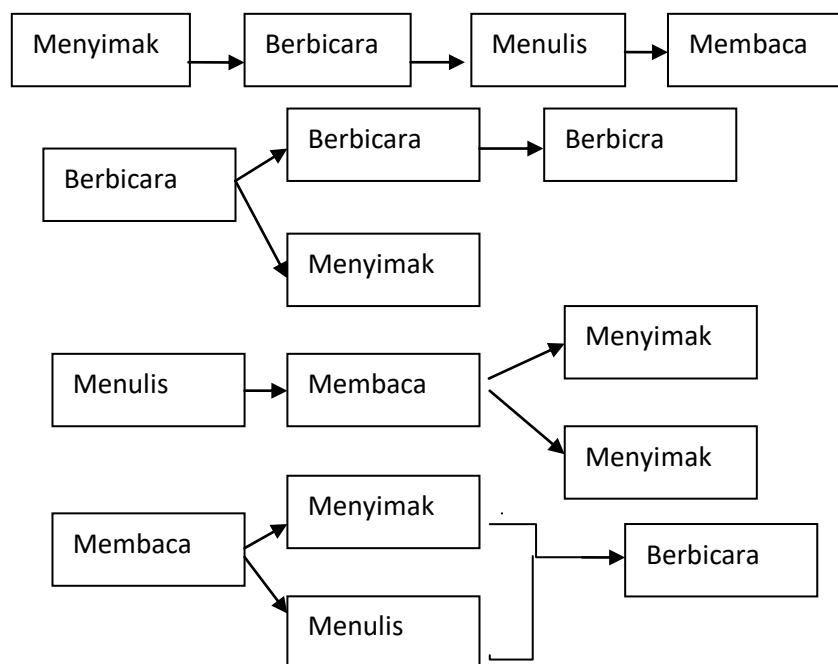 Menyimak
Berbicara
Menulis
Membaca
Berbicara
Berbicara
Berbicra
Menyimak
Menulis
Membaca
Menyimak
Menyimak
Membaca
Menyimak
Menulis
Berbicara